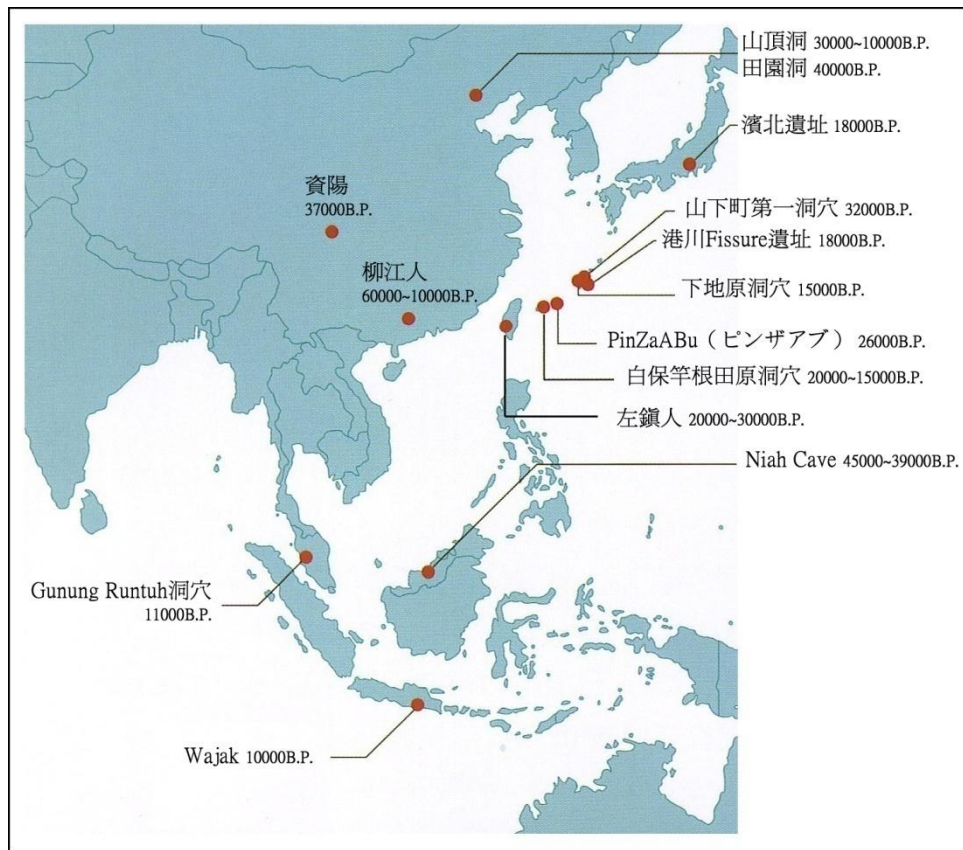 山頂洞 30000~10000B.P.
田園洞 40000B.P.
濱北遺址 18000B.P.
資陽
37000B.P.
山下町第一洞穴 32000B.P.
港川Fissure遺址 18000B.P.
柳江人
60000~10000B.P.
下地原洞穴 15000B.P.
PinZaABu（ピンザアブ） 26000B.P.
白保竿根田原洞穴 20000~15000B.P.
左鎮人 20000~30000B.P.
Niah Cave 45000~39000B.P.
Gunung Runtuh洞穴
11000B.P.
Wajak 10000B.P.